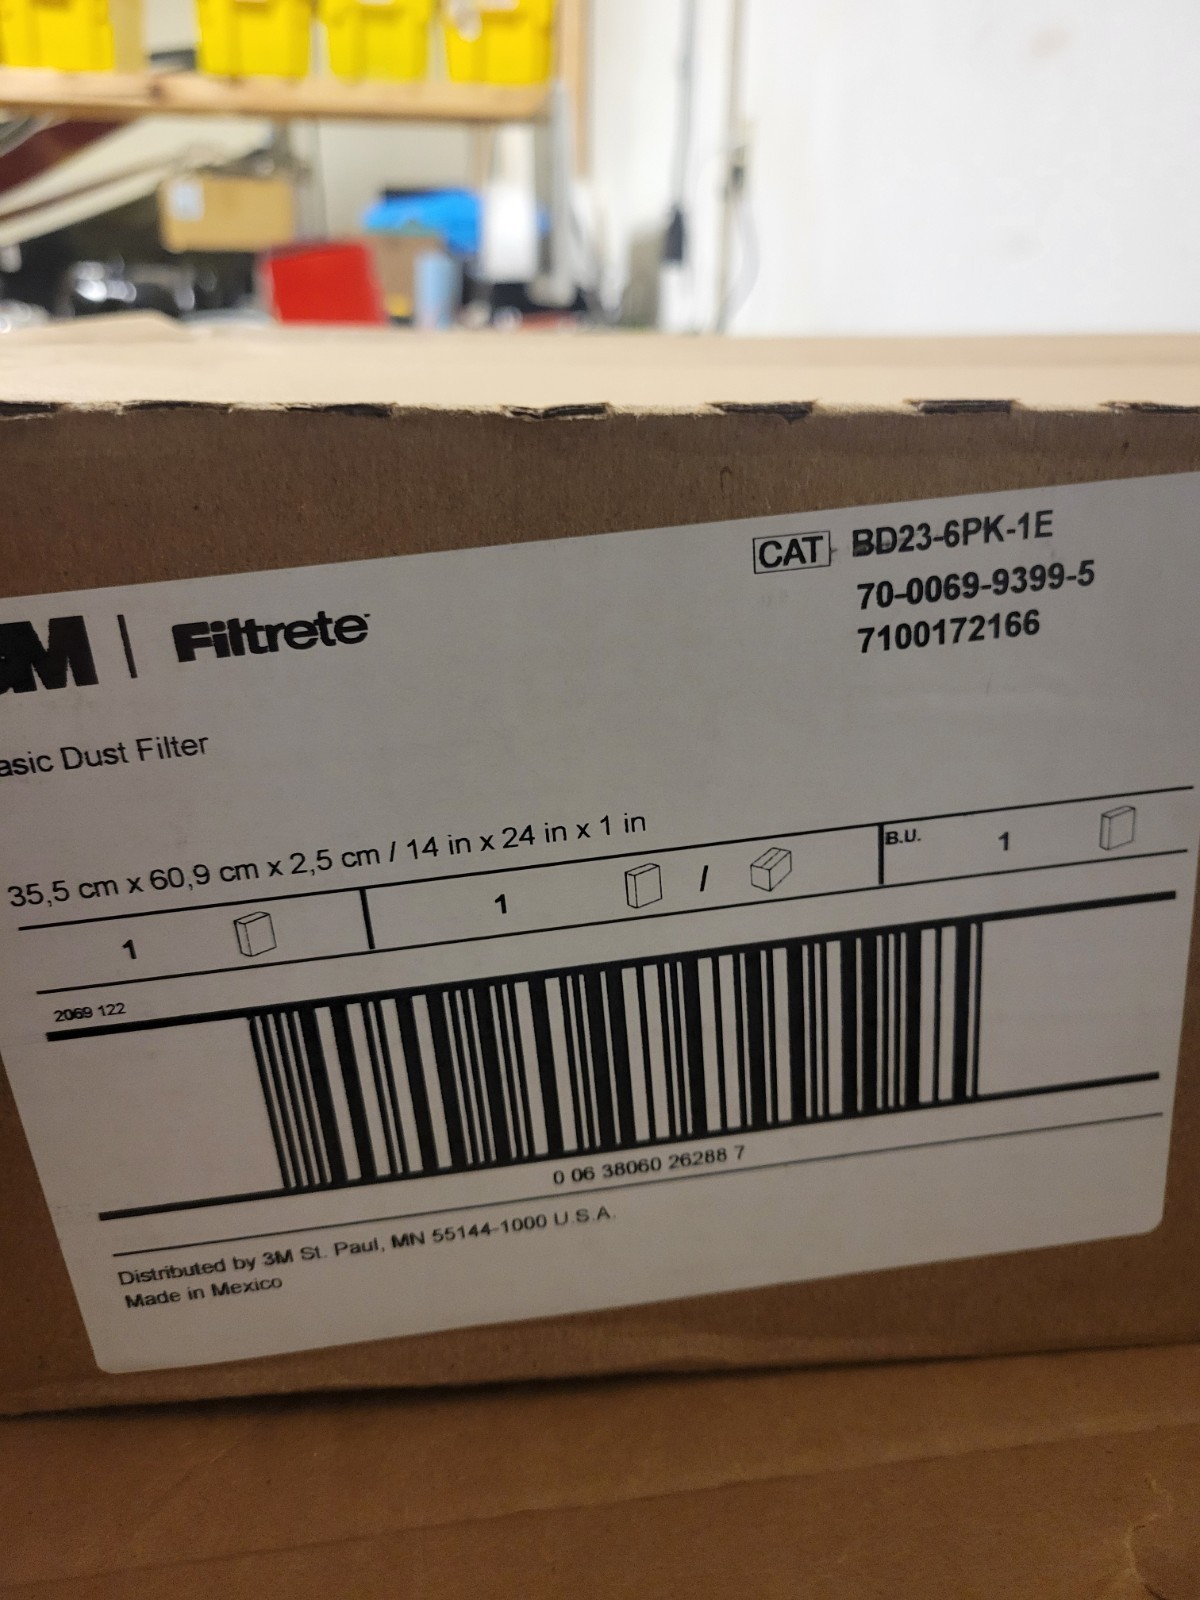 CAT BD23-6PK-1E
70-0069-9399-5
7100172166
3M | Filtrete
asic Dust Filter
35,5 cm x 60,9 cm x 2,5 cm / 14 in x 24 in x 1 in
1 1 / B.U. 1
2069 122
0 06 38060 26288 7
Distributed by 3M St. Paul, MN 55144-1000 U.S.A.
Made in Mexico